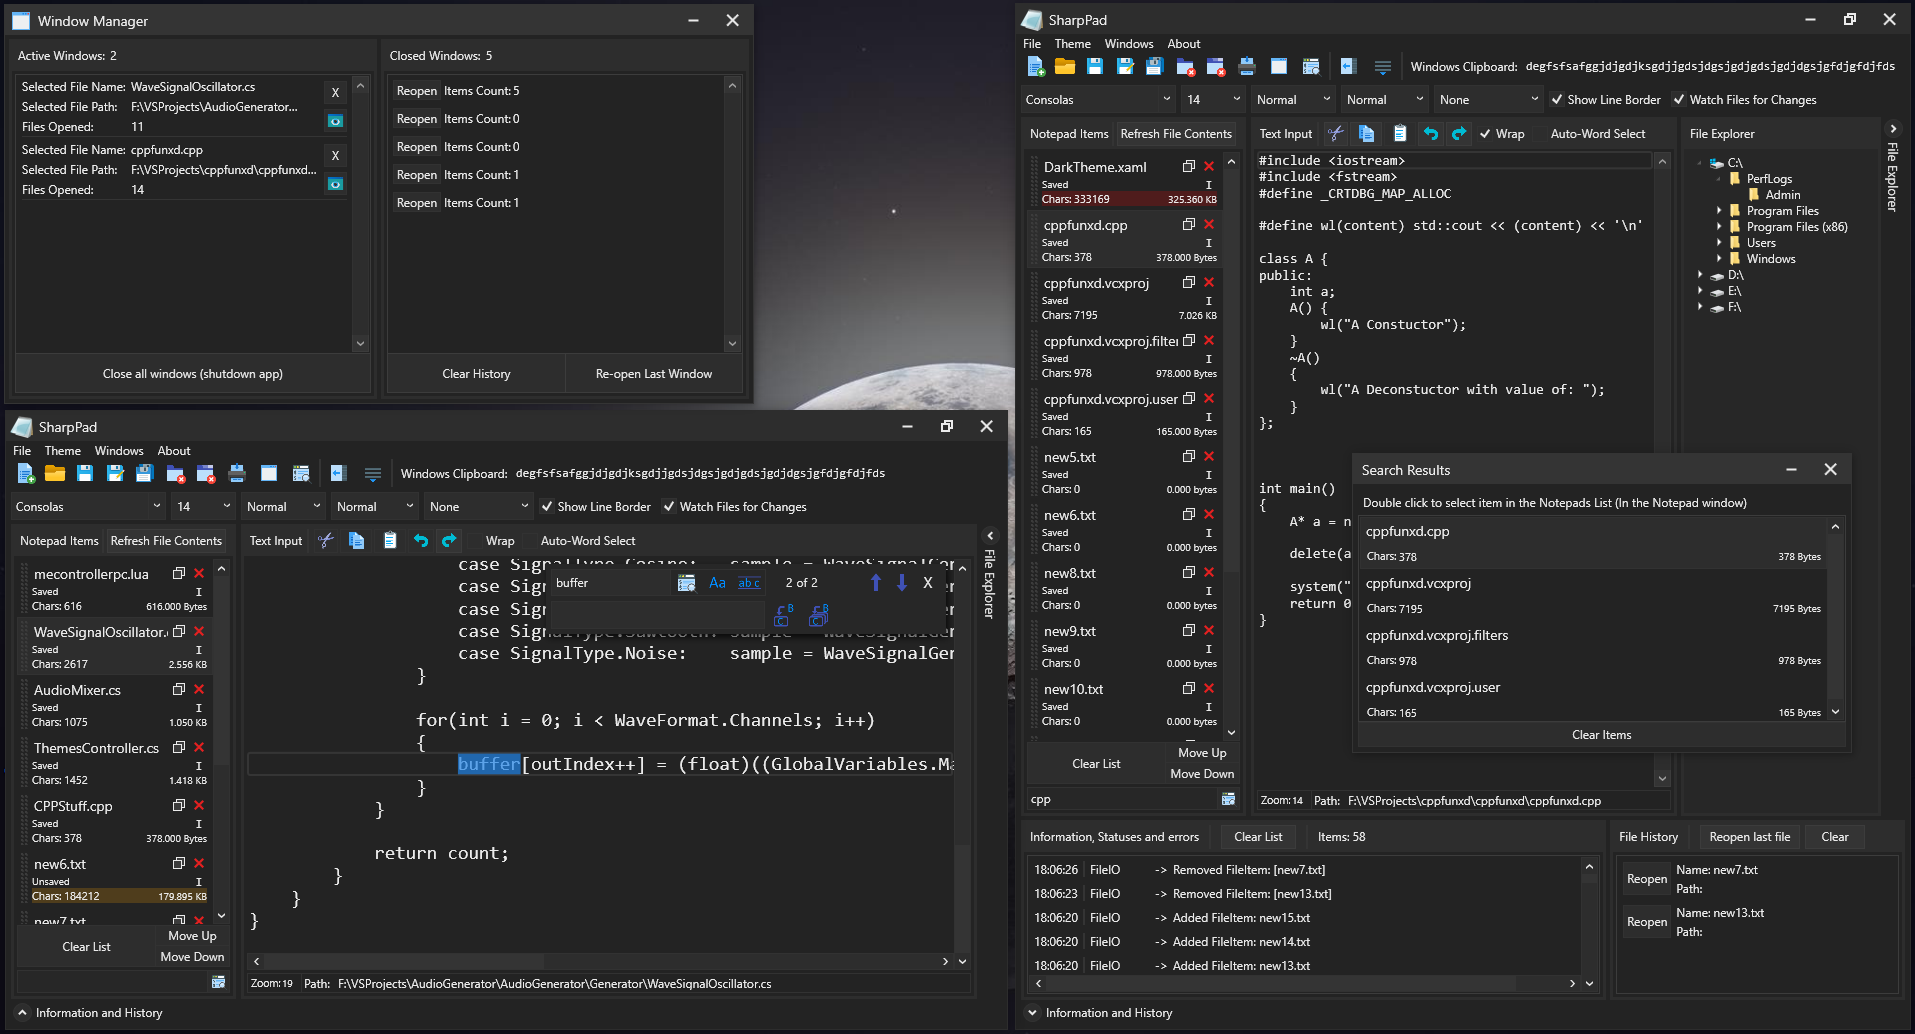 Window Manager
Active Windows: 2
Selected File Name: WaveSignalOscillator.cs
X
Selected File Path: F:\VSProjects\AudioGenerator...
Files Opened: 11
Selected File Name: cppfunxd.cpp
X
Selected File Path: F:\VSProjects\cppfunxd\cppfunxd...
Files Opened: 14
Close all windows (shutdown app)
Closed Windows: 5
Reopen Items Count: 5
Reopen Items Count: 0
Reopen Items Count: 0
Reopen Items Count: 1
Reopen Items Count: 1
Clear History
Re-open Last Window
SharpPad
File Theme Windows About
Windows Clipboard: degfsfsafggjdjgdjksgdjjgdsjdgsjgdjgdsjgdjdgsjgfdjgfdjfds
Consolas 14 Normal Normal None Show Line Border Watch Files for Changes
Notepad Items Refresh File Contents
mecontrollerpc.lua
Saved I
Chars: 616 616.000 Bytes
WaveSignalOscillator.
Saved I
Chars: 2617 2.556 KB
AudioMixer.cs
Saved I
Chars: 1075 1.050 KB
ThemesController.cs
Saved I
Chars: 1452 1.418 KB
CPPStuff.cpp
Saved I
Chars: 378 378.000 Bytes
new6.txt
Unsaved I
Chars: 184212 179.895 KB
new7.txt
Clear List
Move Up
Move Down
Text Input Wrap Auto-Word Select
buffer Aa abc 2 of 2 X
case SignalType.Cosine: sample = WaveSignalGen
case Sig
case Sig
case SignalType.Sawtooth: sample = WaveSignalGe
case SignalType.Noise: sample = WaveSignalGer
}
for(int i = 0; i < WaveFormat.Channels; i++)
{
buffer[outIndex++] = (float)((GlobalVariables.Ma
}
}
return count;
}
}
}
Zoom: 19 Path: F:\VSProjects\AudioGenerator\AudioGenerator\Generator\WaveSignalOscillator.cs
File Explorer
Information and History
SharpPad
File Theme Windows About
Windows Clipboard: degfsfsafggjdjgdjksgdjjgdsjdgsjgdjgdsjgdjdgsjgfdjgfdjfds
Consolas 14 Normal Normal None Show Line Border Watch Files for Changes
Notepad Items Refresh File Contents
DarkTheme.xaml
Saved I
Chars: 333169 325.360 KB
cppfunxd.cpp
Saved I
Chars: 378 378.000 Bytes
cppfunxd.vcxproj
Saved I
Chars: 7195 7.026 KB
cppfunxd.vcxproj.filter
Saved I
Chars: 978 978.000 Bytes
cppfunxd.vcxproj.user
Saved I
Chars: 165 165.000 Bytes
new5.txt
Saved I
Chars: 0 0.000 bytes
new6.txt
Saved I
Chars: 0 0.000 bytes
new8.txt
Saved I
Chars: 0 0.000 bytes
new9.txt
Saved I
Chars: 0 0.000 bytes
new10.txt
Saved I
Chars: 0 0.000 bytes
Clear List
Move Up
Move Down
cpp
Text Input Wrap Auto-Word Select
#include <iostream>
#include <fstream>
#define _CRTDBG_MAP_ALLOC
#define wl(content) std::cout << (content) << '\n'
class A {
public:
int a;
A() {
wl("A Constuctor");
}
~A()
{
wl("A Deconstuctor with value of: ");
}
};
int main()
{
A* a = n
delete(a
system("
return 0
}
Zoom: 14 Path: F:\VSProjects\cppfunxd\cppfunxd\cppfunxd.cpp
File Explorer
C:\
PerfLogs
Admin
Program Files
Program Files (x86)
Users
Windows
D:\
E:\
F:\
File Explorer
Search Results
Double click to select item in the Notepads List (In the Notepad window)
cppfunxd.cpp
Chars: 378 378 Bytes
cppfunxd.vcxproj
Chars: 7195 7195 Bytes
cppfunxd.vcxproj.filters
Chars: 978 978 Bytes
cppfunxd.vcxproj.user
Chars: 165 165 Bytes
Clear Items
Information, Statuses and errors Clear List Items: 58
18:06:26 FileIO -> Removed FileItem: [new7.txt]
18:06:23 FileIO -> Removed FileItem: [new13.txt]
18:06:20 FileIO -> Added FileItem: new15.txt
18:06:20 FileIO -> Added FileItem: new14.txt
18:06:20 FileIO -> Added FileItem: new13.txt
File History Reopen last file Clear
Reopen
Name: new7.txt
Path:
Reopen
Name: new13.txt
Path:
Information and History